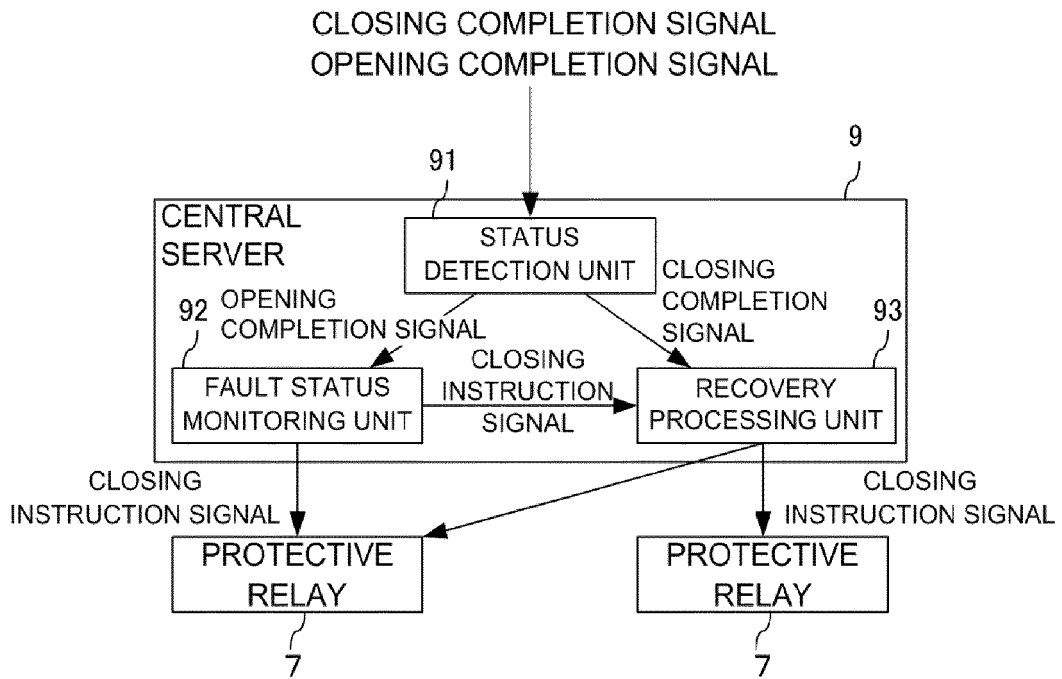 CLOSING COMPLETION SIGNAL
OPENING COMPLETION SIGNAL
9
91
CENTRAL
SERVER
STATUS
DETECTION UNIT
CLOSING
COMPLETION
SIGNAL
OPENING
COMPLETION SIGNAL
92
93
FAULT STATUS
MONITORING UNIT
CLOSING
INSTRUCTION
SIGNAL
RECOVERY
PROCESSING UNIT
CLOSING
INSTRUCTION SIGNAL
CLOSING
INSTRUCTION SIGNAL
PROTECTIVE
RELAY
PROTECTIVE
RELAY
7
7